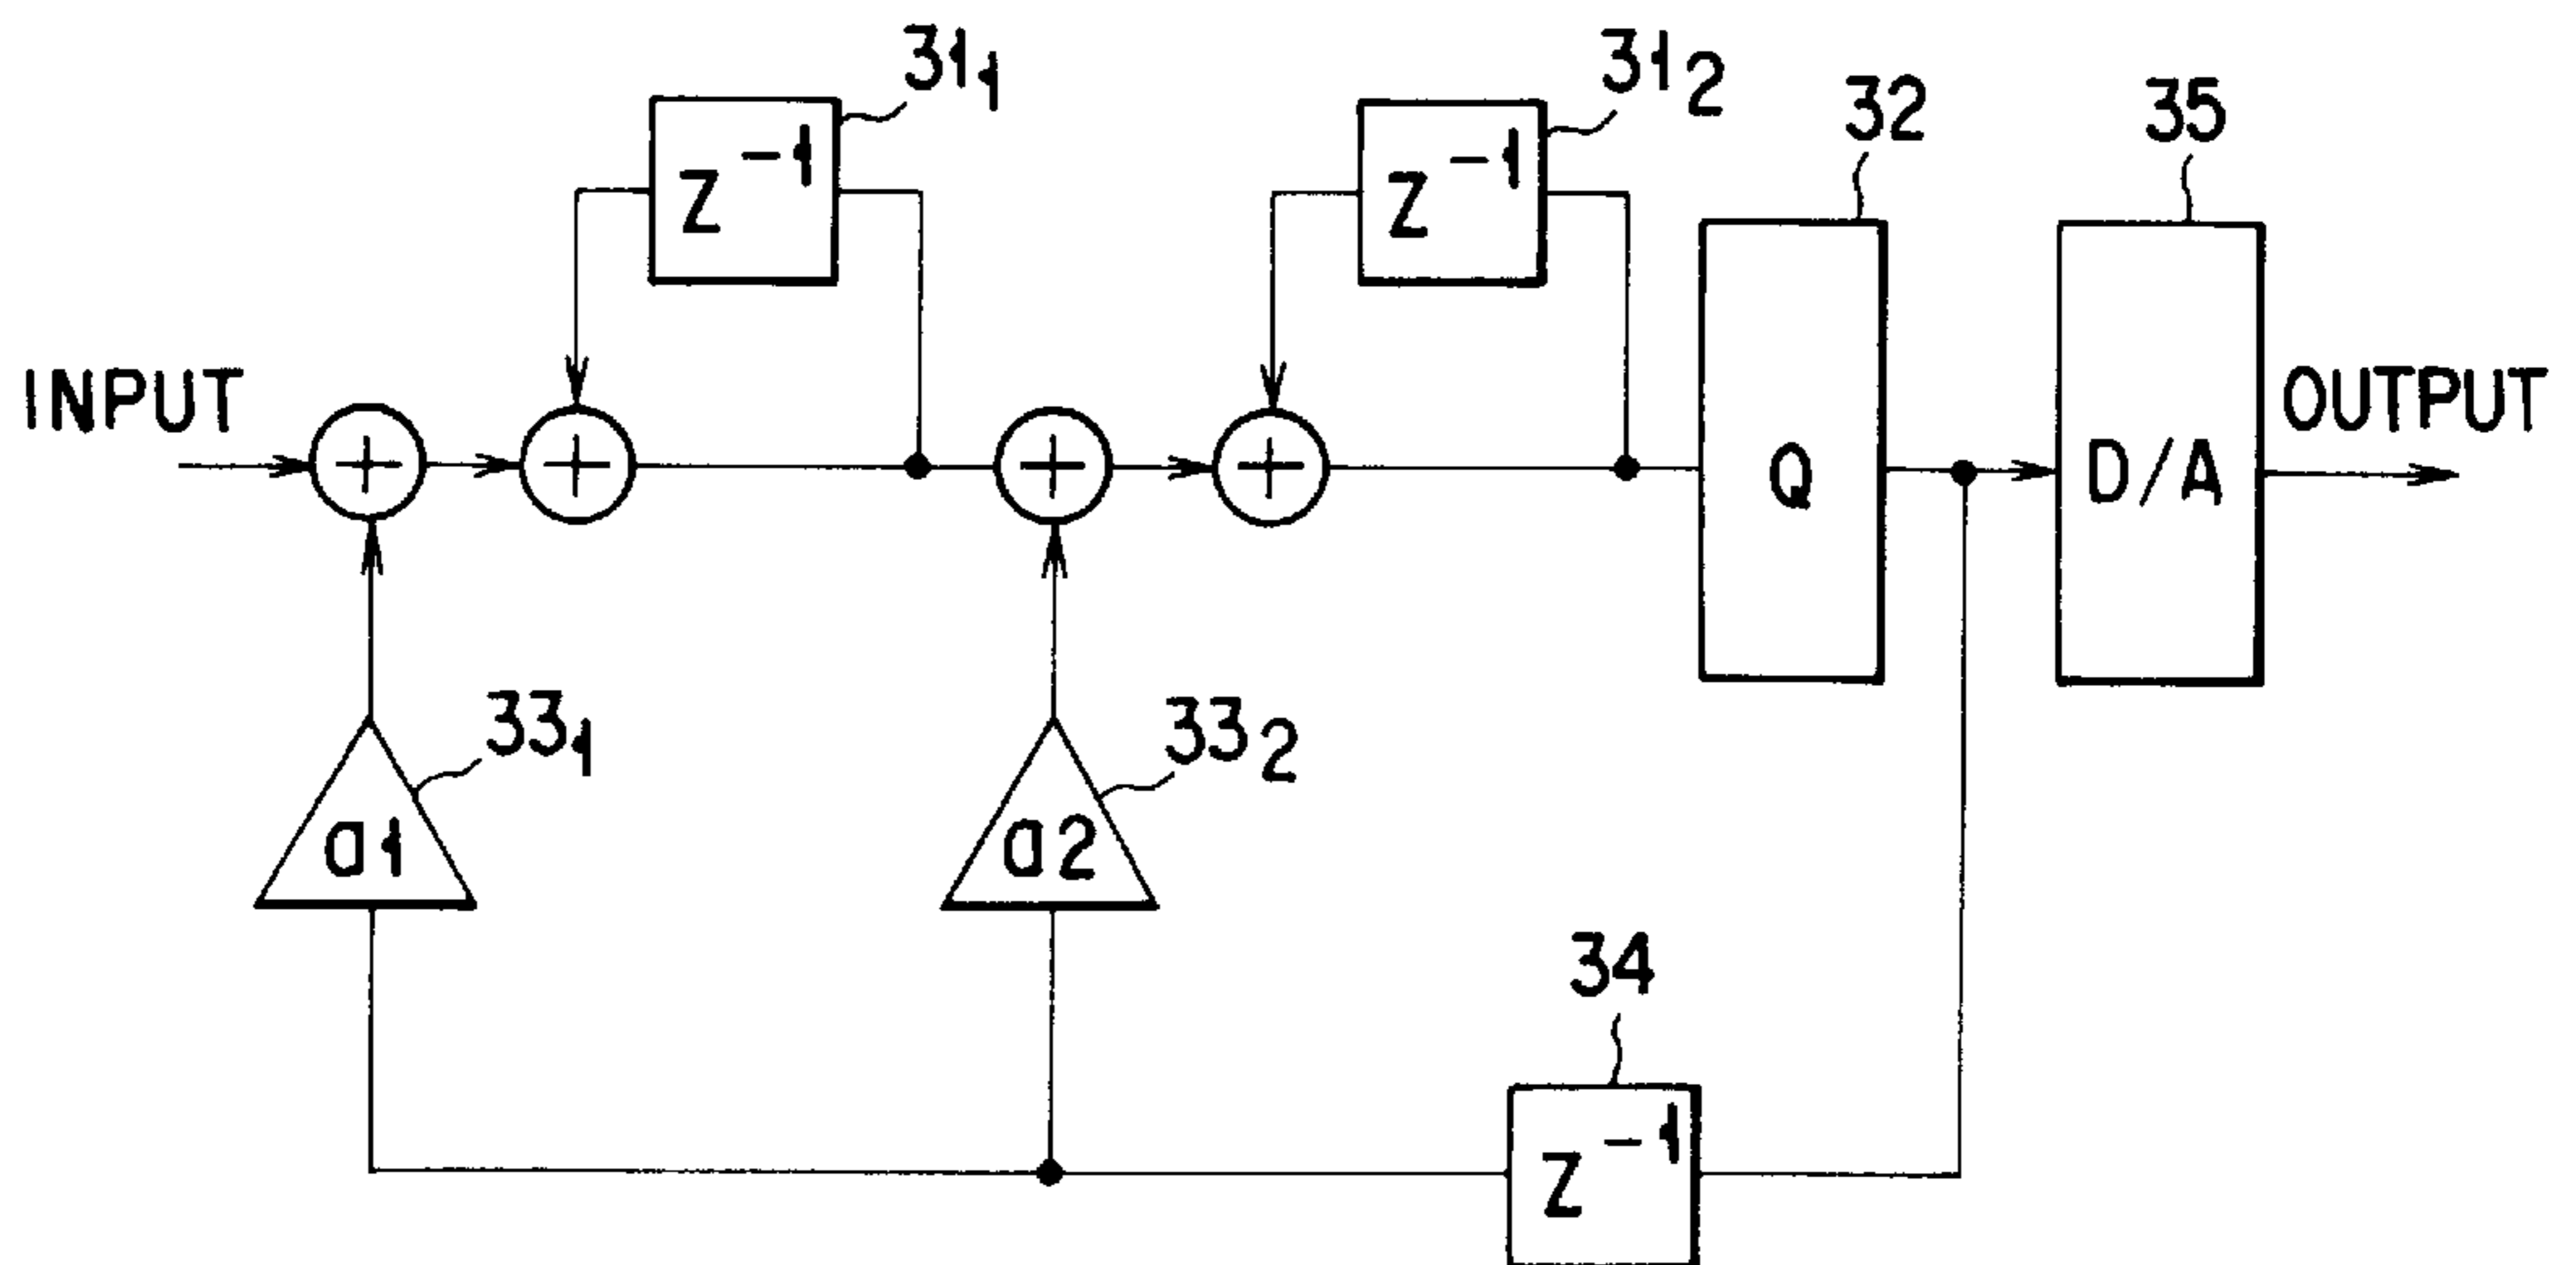 31₁
31₂
32
35
Z⁻¹
Z⁻¹
INPUT
OUTPUT
+
+
+
+
Q
D/A
33₁
33₂
a1
a2
34
Z⁻¹